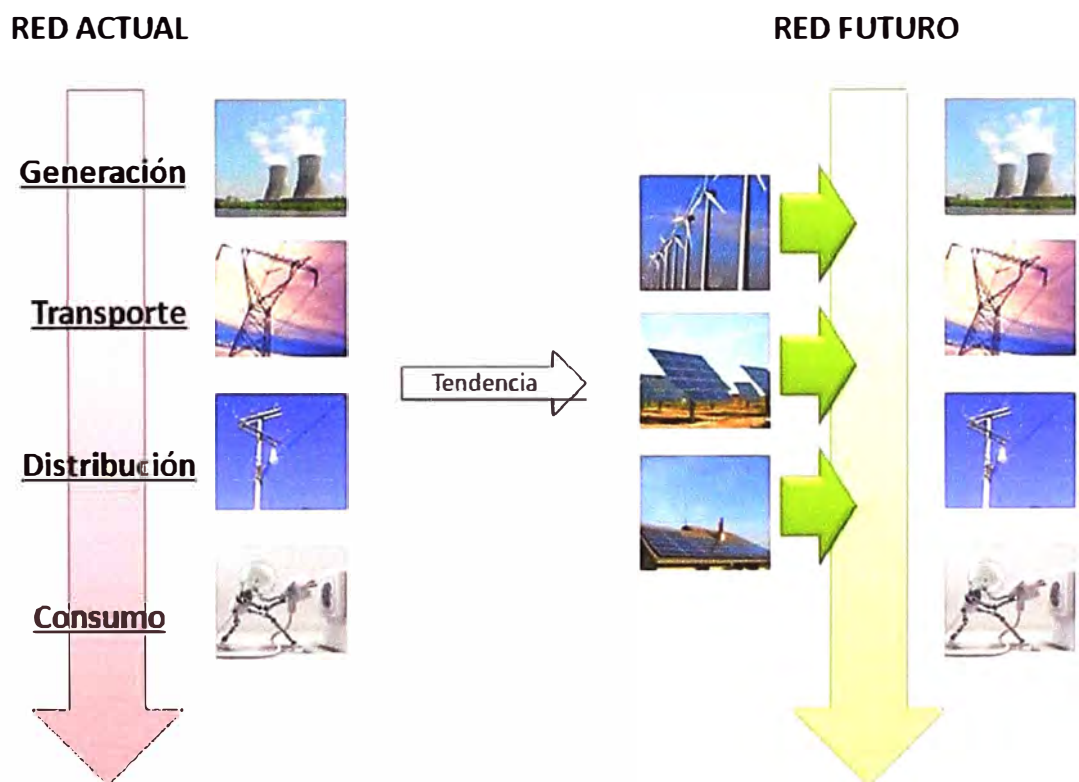 RED ACTUAL
RED FUTURO
Generación
Transporte
Tendencia
Distribución
Consumo